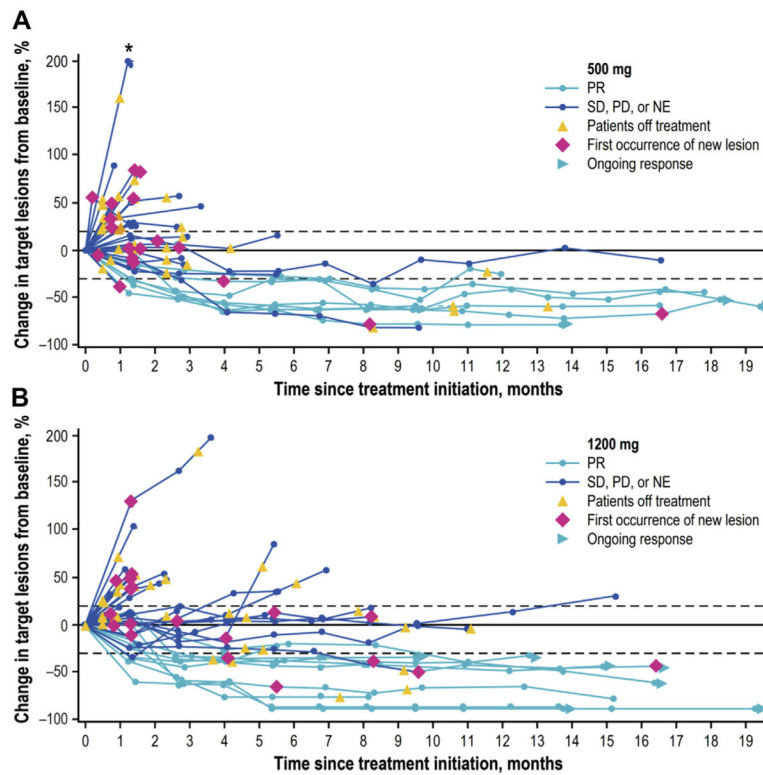 A
Change in target lesions from baseline, %
200
150
100
50
0
−50
−100
*
500 mg
PR
SD, PD, or NE
Patients off treatment
First occurrence of new lesion
Ongoing response
0 1 2 3 4 5 6 7 8 9 10 11 12 13 14 15 16 17 18 19
Time since treatment initiation, months
B
Change in target lesions from baseline, %
200
150
100
50
0
−50
−100
1200 mg
PR
SD, PD, or NE
Patients off treatment
First occurrence of new lesion
Ongoing response
0 1 2 3 4 5 6 7 8 9 10 11 12 13 14 15 16 17 18 19
Time since treatment initiation, months